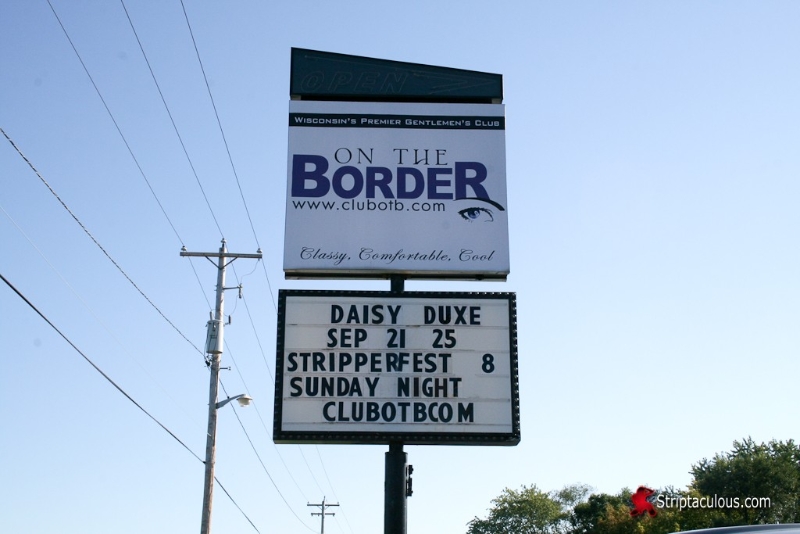 OPEN
WISCONSIN'S PREMIER GENTLEMEN'S CLUB
ON THE
BORDER
www.clubotb.com
Classy, Comfortable, Cool
DAISY DUXE
SEP 21 25
STRIPPERFEST 8
SUNDAY NIGHT
CLUBOTBCOM
Striptaculous.com